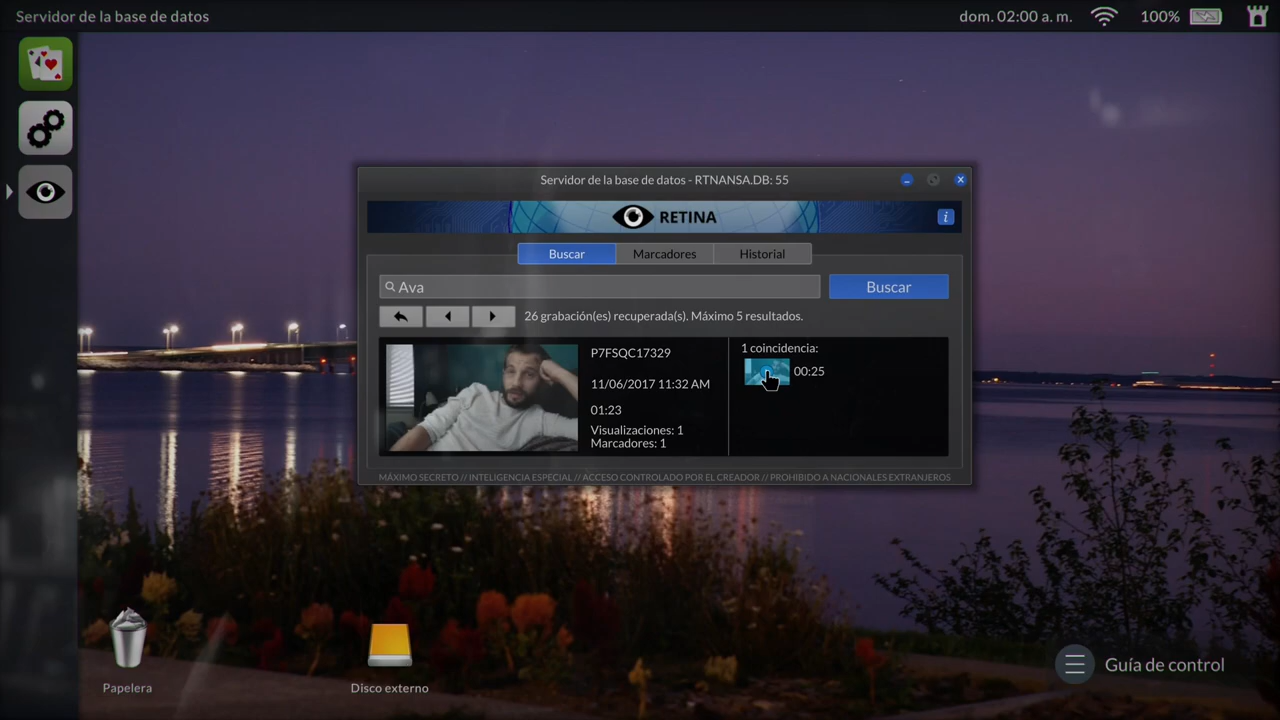 Servidor de la base de datos
dom. 02:00 a. m.
100%
Servidor de la base de datos - RTNANSA.DB: 55
RETINA
i
Buscar
Marcadores
Historial
Ava
Buscar
26 grabación(es) recuperada(s). Máximo 5 resultados.
P7FSQC17329
11/06/2017 11:32 AM
01:23
Visualizaciones: 1
Marcadores: 1
1 coincidencia:
00:25
MÁXIMO SECRETO // INTELIGENCIA ESPECIAL // ACCESO CONTROLADO POR EL CREADOR // PROHIBIDO A NACIONALES EXTRANJEROS
Papelera
Disco externo
Guía de control